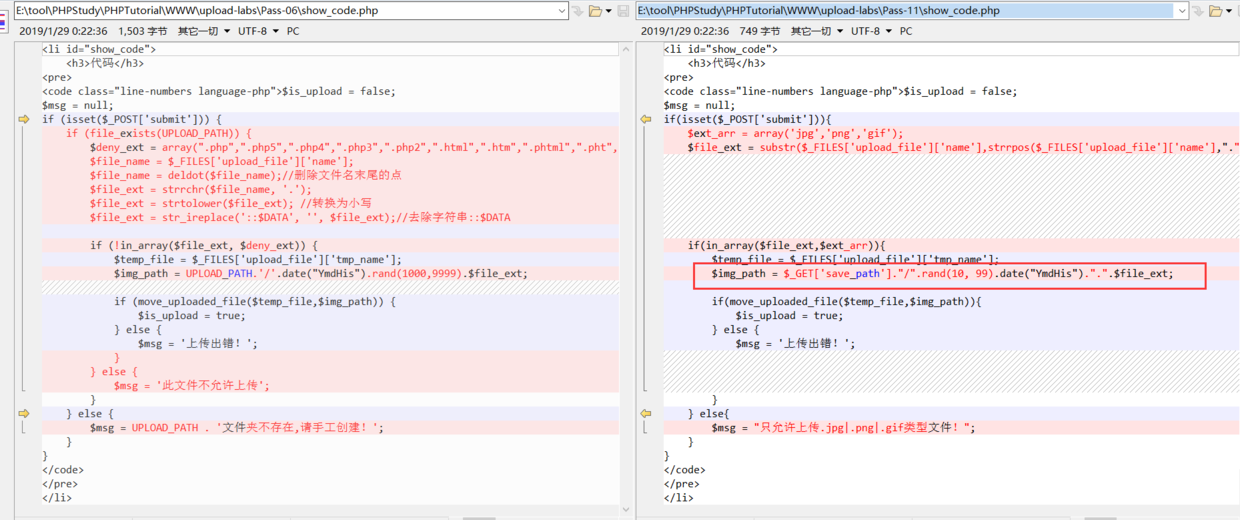 E:\tool\PHPStudy\PHPTutorial\WWW\upload-labs\Pass-06\show_code.php
2019/1/29 0:22:36 1,503 字节 其它一切 UTF-8 PC
<li id="show_code">
<h3>代码</h3>
<pre>
<code class="line-numbers language-php">$is_upload = false;
$msg = null;
if (isset($_POST['submit'])) {
if (file_exists(UPLOAD_PATH)) {
$deny_ext = array(".php",".php5",".php4",".php3",".php2",".html",".htm",".phtml",".pht",
$file_name = $_FILES['upload_file']['name'];
$file_name = deldot($file_name);//删除文件名末尾的点
$file_ext = strrchr($file_name, '.');
$file_ext = strtolower($file_ext); //转换为小写
$file_ext = str_ireplace('::$DATA', '', $file_ext);//去除字符串::$DATA
if (!in_array($file_ext, $deny_ext)) {
$temp_file = $_FILES['upload_file']['tmp_name'];
$img_path = UPLOAD_PATH.'/'.date("YmdHis").rand(1000,9999).$file_ext;
if (move_uploaded_file($temp_file,$img_path)) {
$is_upload = true;
} else {
$msg = '上传出错！';
}
} else {
$msg = '此文件不允许上传';
}
} else {
$msg = UPLOAD_PATH . '文件夹不存在,请手工创建！';
}
}
</code>
</pre>
</li>
E:\tool\PHPStudy\PHPTutorial\WWW\upload-labs\Pass-11\show_code.php
2019/1/29 0:22:36 749 字节 其它一切 UTF-8 PC
<li id="show_code">
<h3>代码</h3>
<pre>
<code class="line-numbers language-php">$is_upload = false;
$msg = null;
if(isset($_POST['submit'])){
$ext_arr = array('jpg','png','gif');
$file_ext = substr($_FILES['upload_file']['name'],strrpos($_FILES['upload_file']['name'],"."
if(in_array($file_ext,$ext_arr)){
$temp_file = $_FILES['upload_file']['tmp_name'];
$img_path = $_GET['save_path']."/".rand(10, 99).date("YmdHis").".".$file_ext;
if(move_uploaded_file($temp_file,$img_path)){
$is_upload = true;
} else {
$msg = '上传出错！';
}
} else{
$msg = "只允许上传.jpg|.png|.gif类型文件！";
}
}
</code>
</pre>
</li>